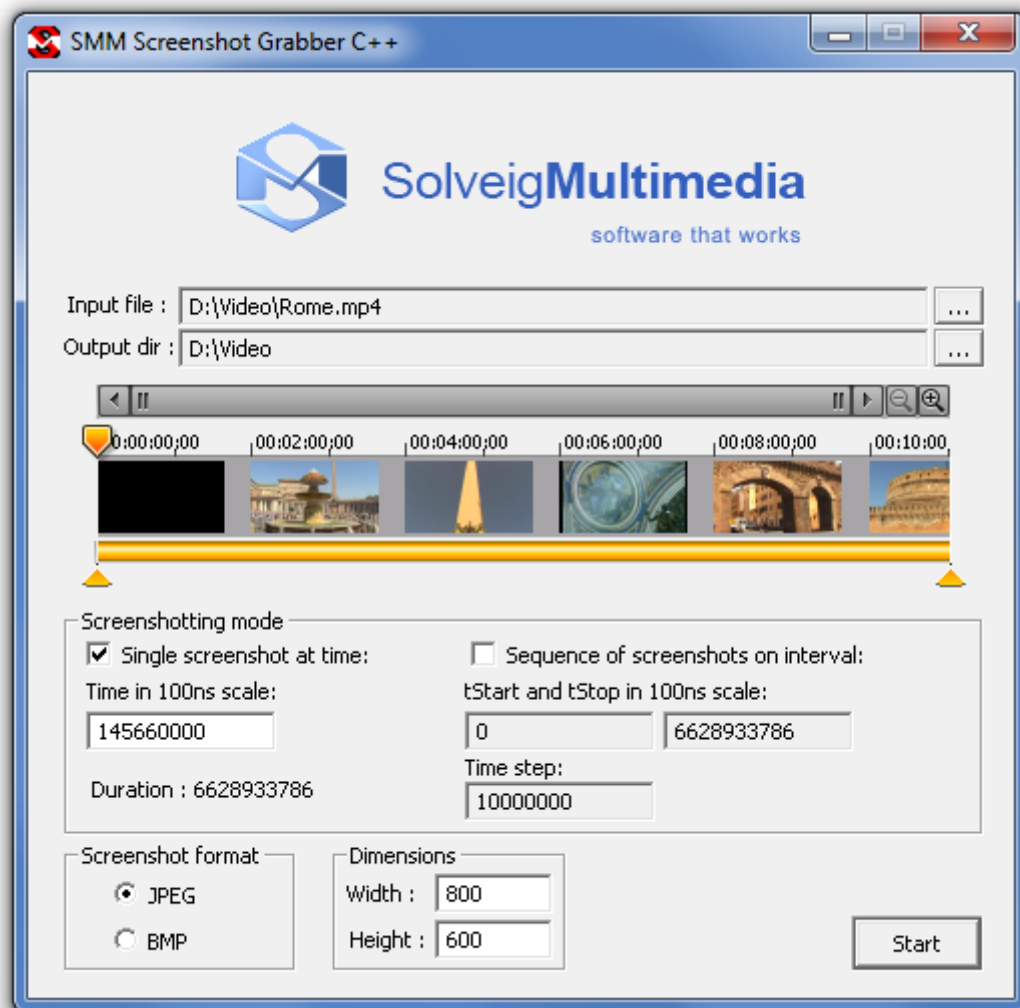 SMM Screenshot Grabber C++
SolveigMultimedia
software that works
Input file : D:\Video\Rome.mp4 ...
Output dir : D:\Video ...
0:00:00;00 00:02:00;00 00:04:00;00 00:06:00;00 00:08:00;00 00:10:00
Screenshotting mode
Single screenshot at time: Sequence of screenshots on interval:
Time in 100ns scale: tStart and tStop in 100ns scale:
145660000 0 6628933786
Time step:
Duration : 6628933786 10000000
Screenshot format Dimensions
JPEG Width : 800
BMP Height : 600
Start